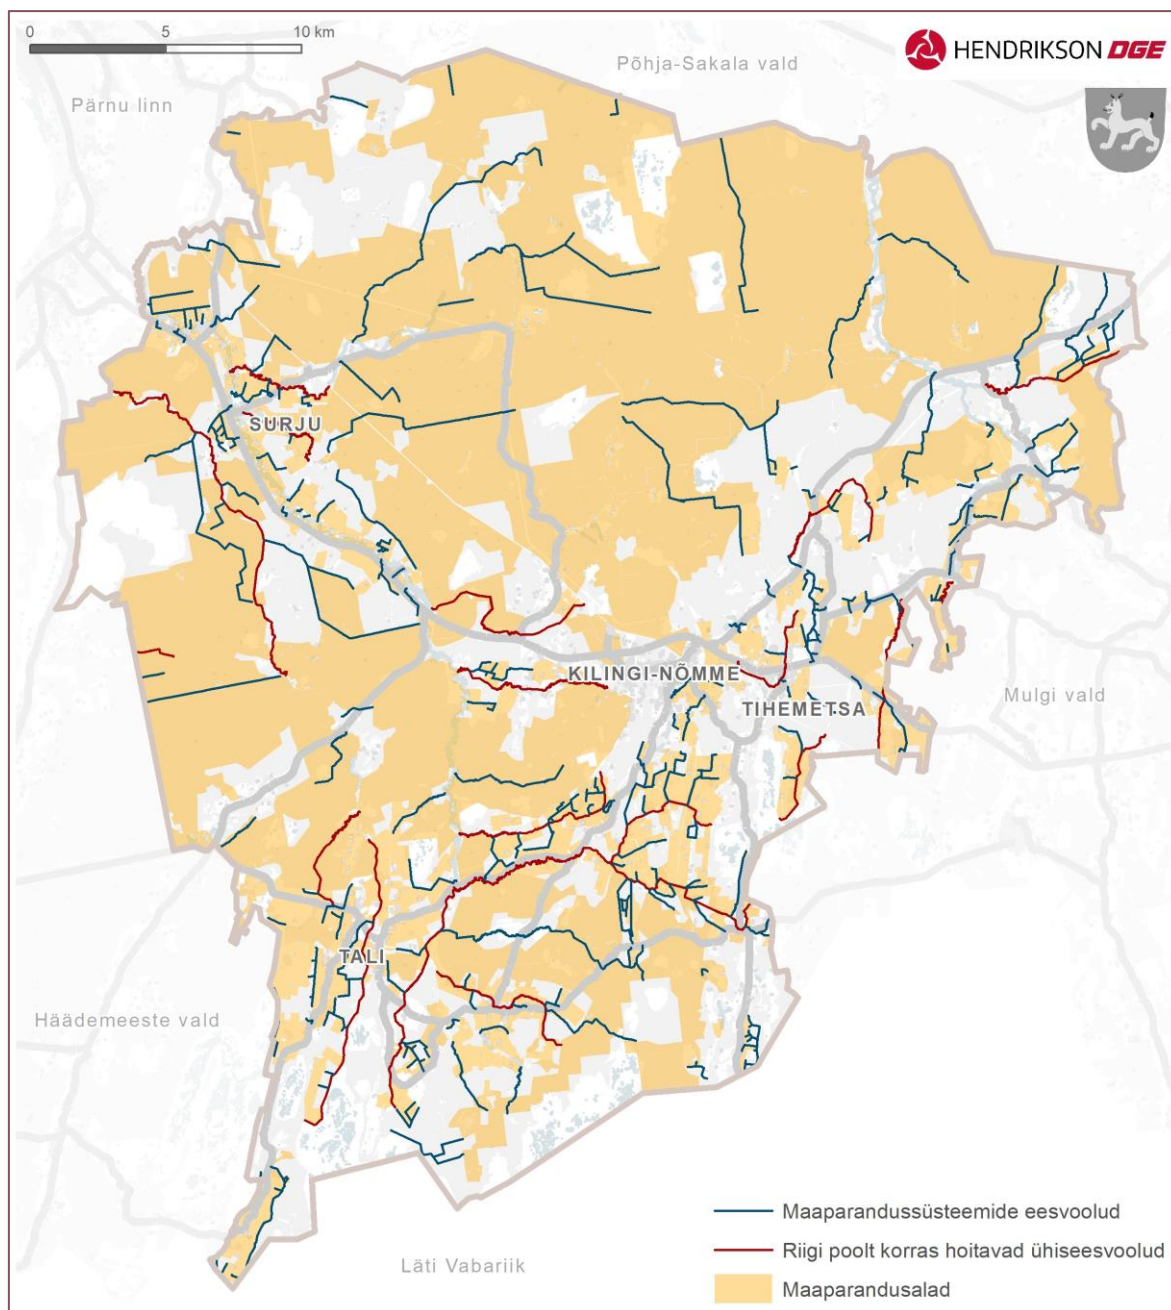 0 5 10 km
HENDRIKSON DGE
Põhja-Sakala vald
Pärnu linn
SURJU
KILINGI-NÕMME
TIHEMETSA
Mulgi vald
TALI
Häädemeeste vald
Läti Vabariik
Maaparandussüsteemide eesvoolud
Riigi poolt korras hoitavad ühiseesvoolud
Maaparandusalad